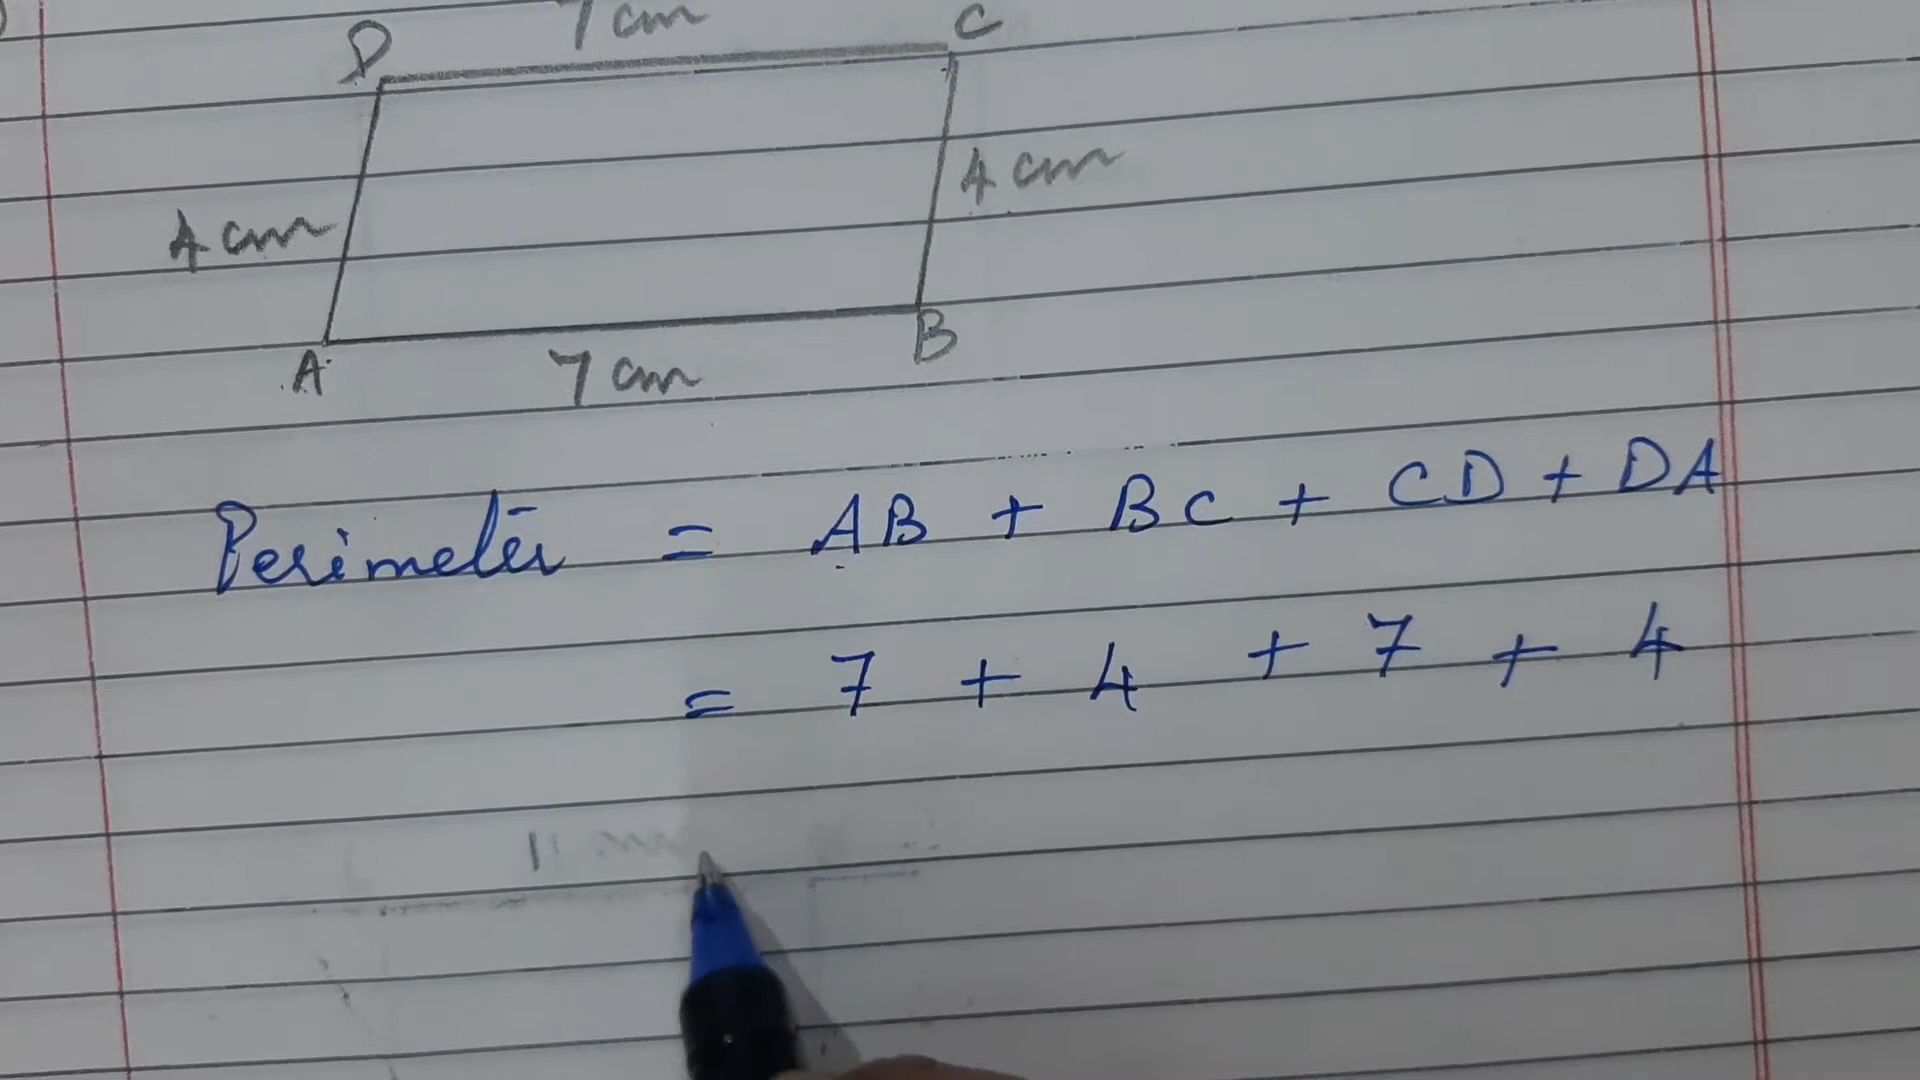 7 cm
D C
4 cm
4 cm
A B
7 cm
Perimeter = AB + BC + CD + DA
= 7 + 4 + 7 + 4